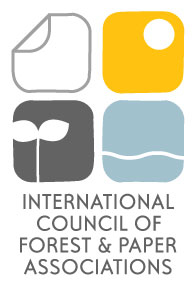 INTERNATIONAL
COUNCIL OF
FOREST & PAPER
ASSOCIATIONS